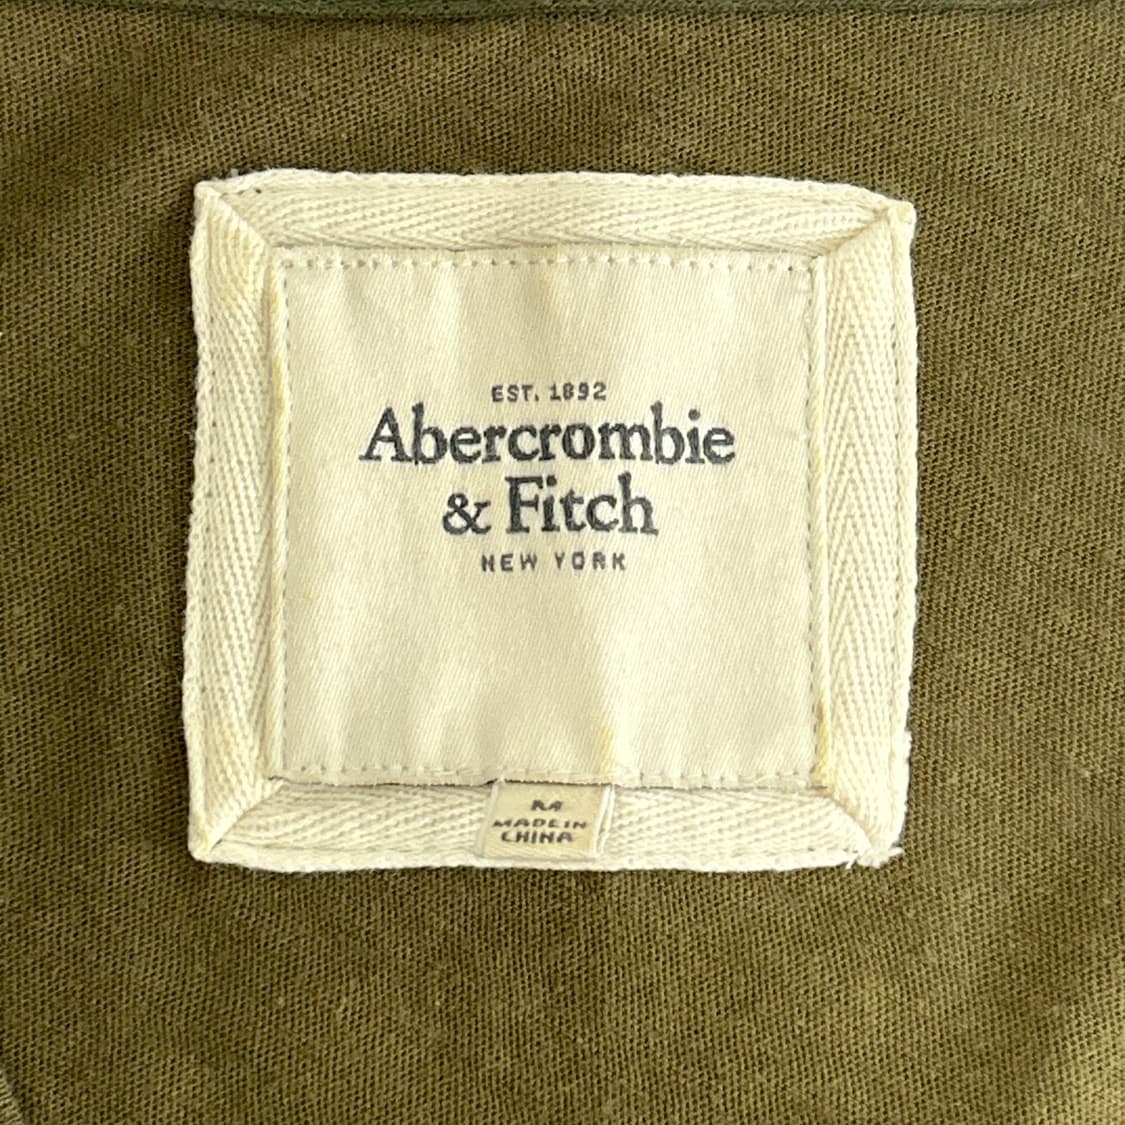 EST. 1892
Abercrombie
& Fitch
NEW YORK
M
MADE IN
CHINA